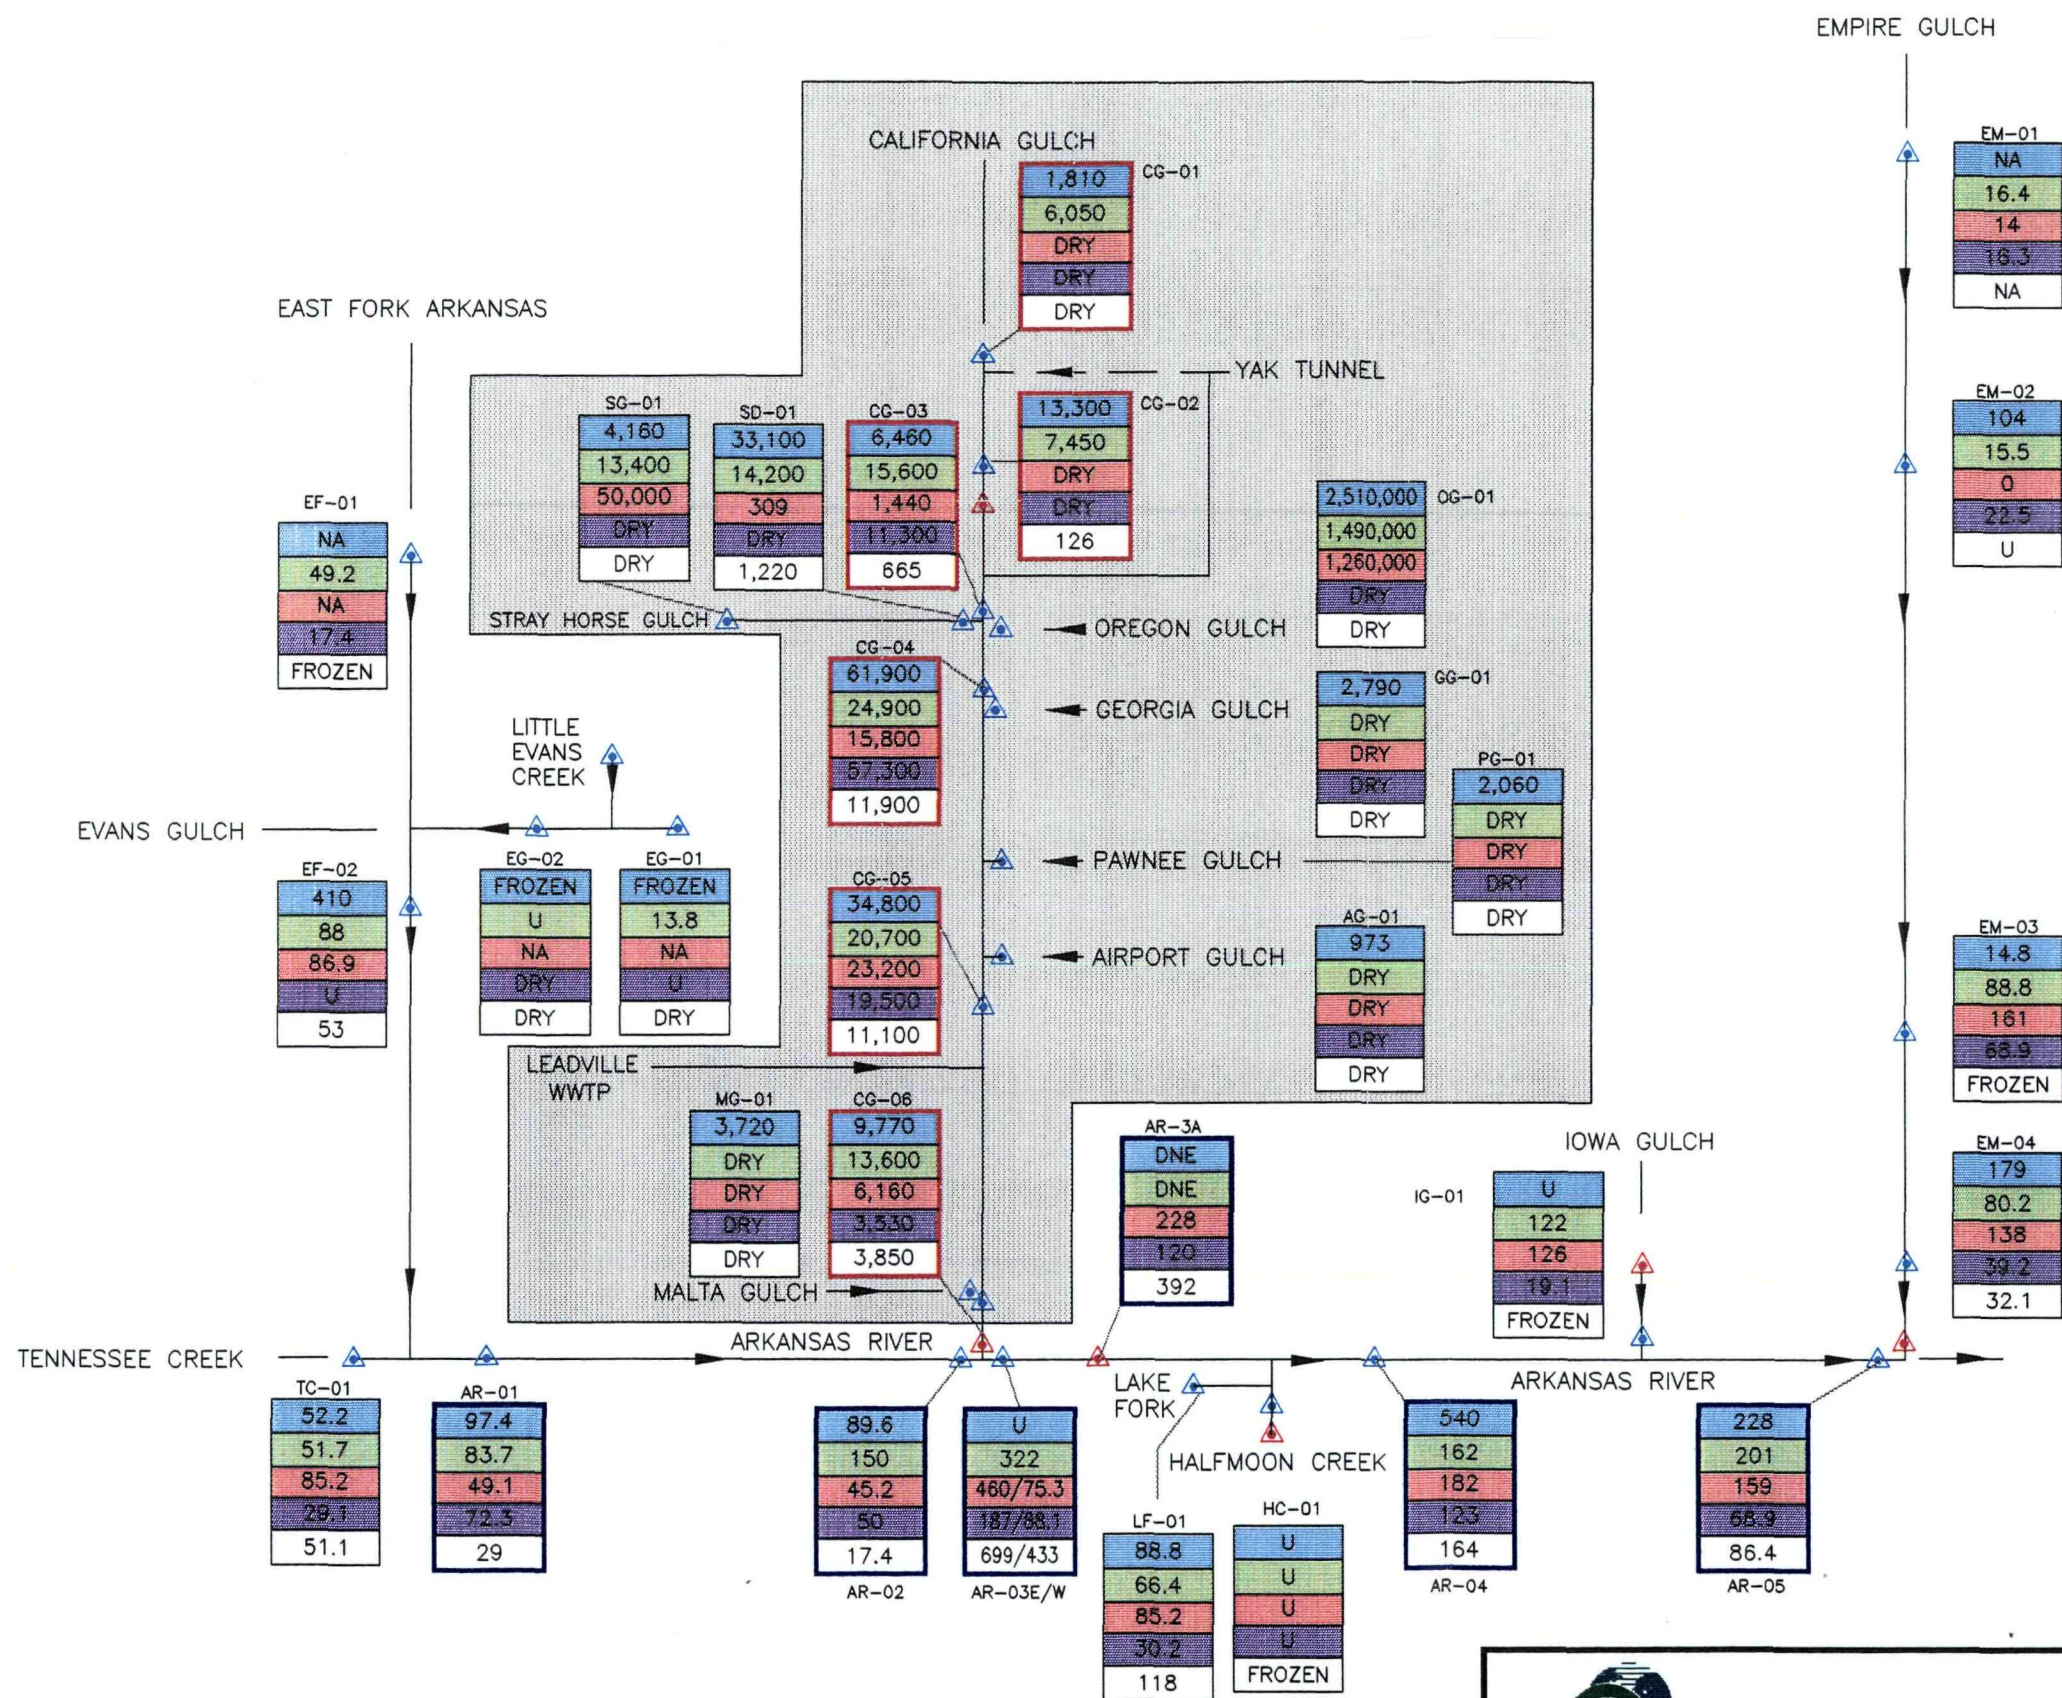 EMPIRE GULCH
CALIFORNIA GULCH
CG-01
1,810
6,050
DRY
DRY
DRY
EM-01
NA
16.4
14
16.3
NA
EAST FORK ARKANSAS
YAK TUNNEL
CG-02
13,300
7,450
DRY
DRY
126
SG-01
4,160
13,400
50,000
DRY
DRY
SD-01
33,100
14,200
309
DRY
1,220
CG-03
6,460
15,600
1,440
11,300
665
EM-02
104
15.5
0
22.5
U
EF-01
NA
49.2
NA
17.4
FROZEN
OG-01
2,510,000
1,490,000
1,260,000
DRY
DRY
STRAY HORSE GULCH
OREGON GULCH
CG-04
61,900
24,900
15,800
57,300
11,900
GG-01
2,790
DRY
DRY
DRY
DRY
GEORGIA GULCH
LITTLE
EVANS
CREEK
PG-01
2,060
DRY
DRY
DRY
DRY
EVANS GULCH
PAWNEE GULCH
EF-02
410
88
86.9
U
53
EG-02
FROZEN
U
NA
DRY
DRY
EG-01
FROZEN
13.8
NA
U
DRY
CG--05
34,800
20,700
23,200
19,500
11,100
AG-01
973
DRY
DRY
DRY
DRY
AIRPORT GULCH
EM-03
14.8
88.8
161
68.9
FROZEN
LEADVILLE
WWTP
MG-01
3,720
DRY
DRY
DRY
DRY
CG-06
9,770
13,600
6,160
3,530
3,850
AR-3A
DNE
DNE
228
120
392
IOWA GULCH
IG-01
U
122
126
19.1
FROZEN
EM-04
179
80.2
138
39.2
32.1
MALTA GULCH
ARKANSAS RIVER
TENNESSEE CREEK
TC-01
52.2
51.7
85.2
29.1
51.1
AR-01
97.4
83.7
49.1
72.3
29
89.6
150
45.2
50
17.4
AR-02
U
322
460/75.3
187/88.1
699/433
AR-03E/W
LAKE
FORK
HALFMOON CREEK
ARKANSAS RIVER
540
162
182
123
164
AR-04
228
201
159
68.9
86.4
AR-05
LF-01
88.8
66.4
85.2
30.2
118
HC-01
U
U
U
U
FROZEN